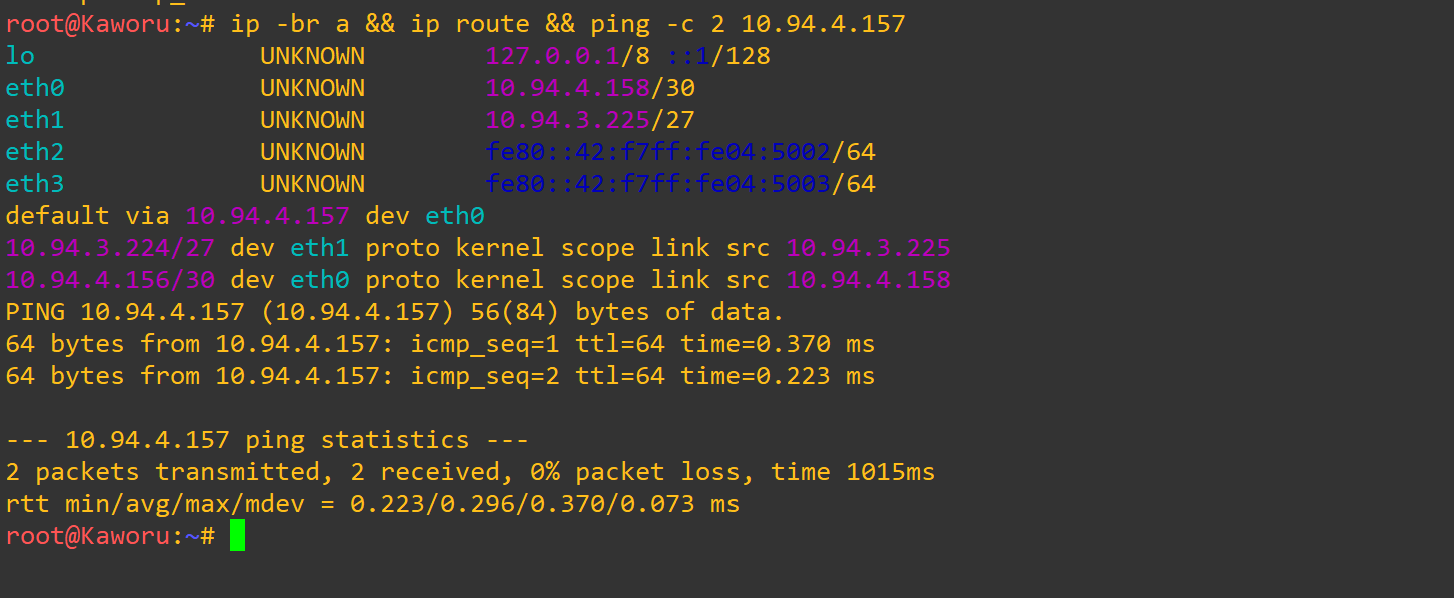 root@Kaworu:~# ip -br a && ip route && ping -c 2 10.94.4.157
lo               UNKNOWN        127.0.0.1/8 ::1/128
eth0             UNKNOWN        10.94.4.158/30
eth1             UNKNOWN        10.94.3.225/27
eth2             UNKNOWN        fe80::42:f7ff:fe04:5002/64
eth3             UNKNOWN        fe80::42:f7ff:fe04:5003/64
default via 10.94.4.157 dev eth0
10.94.3.224/27 dev eth1 proto kernel scope link src 10.94.3.225
10.94.4.156/30 dev eth0 proto kernel scope link src 10.94.4.158
PING 10.94.4.157 (10.94.4.157) 56(84) bytes of data.
64 bytes from 10.94.4.157: icmp_seq=1 ttl=64 time=0.370 ms
64 bytes from 10.94.4.157: icmp_seq=2 ttl=64 time=0.223 ms

--- 10.94.4.157 ping statistics ---
2 packets transmitted, 2 received, 0% packet loss, time 1015ms
rtt min/avg/max/mdev = 0.223/0.296/0.370/0.073 ms
root@Kaworu:~#